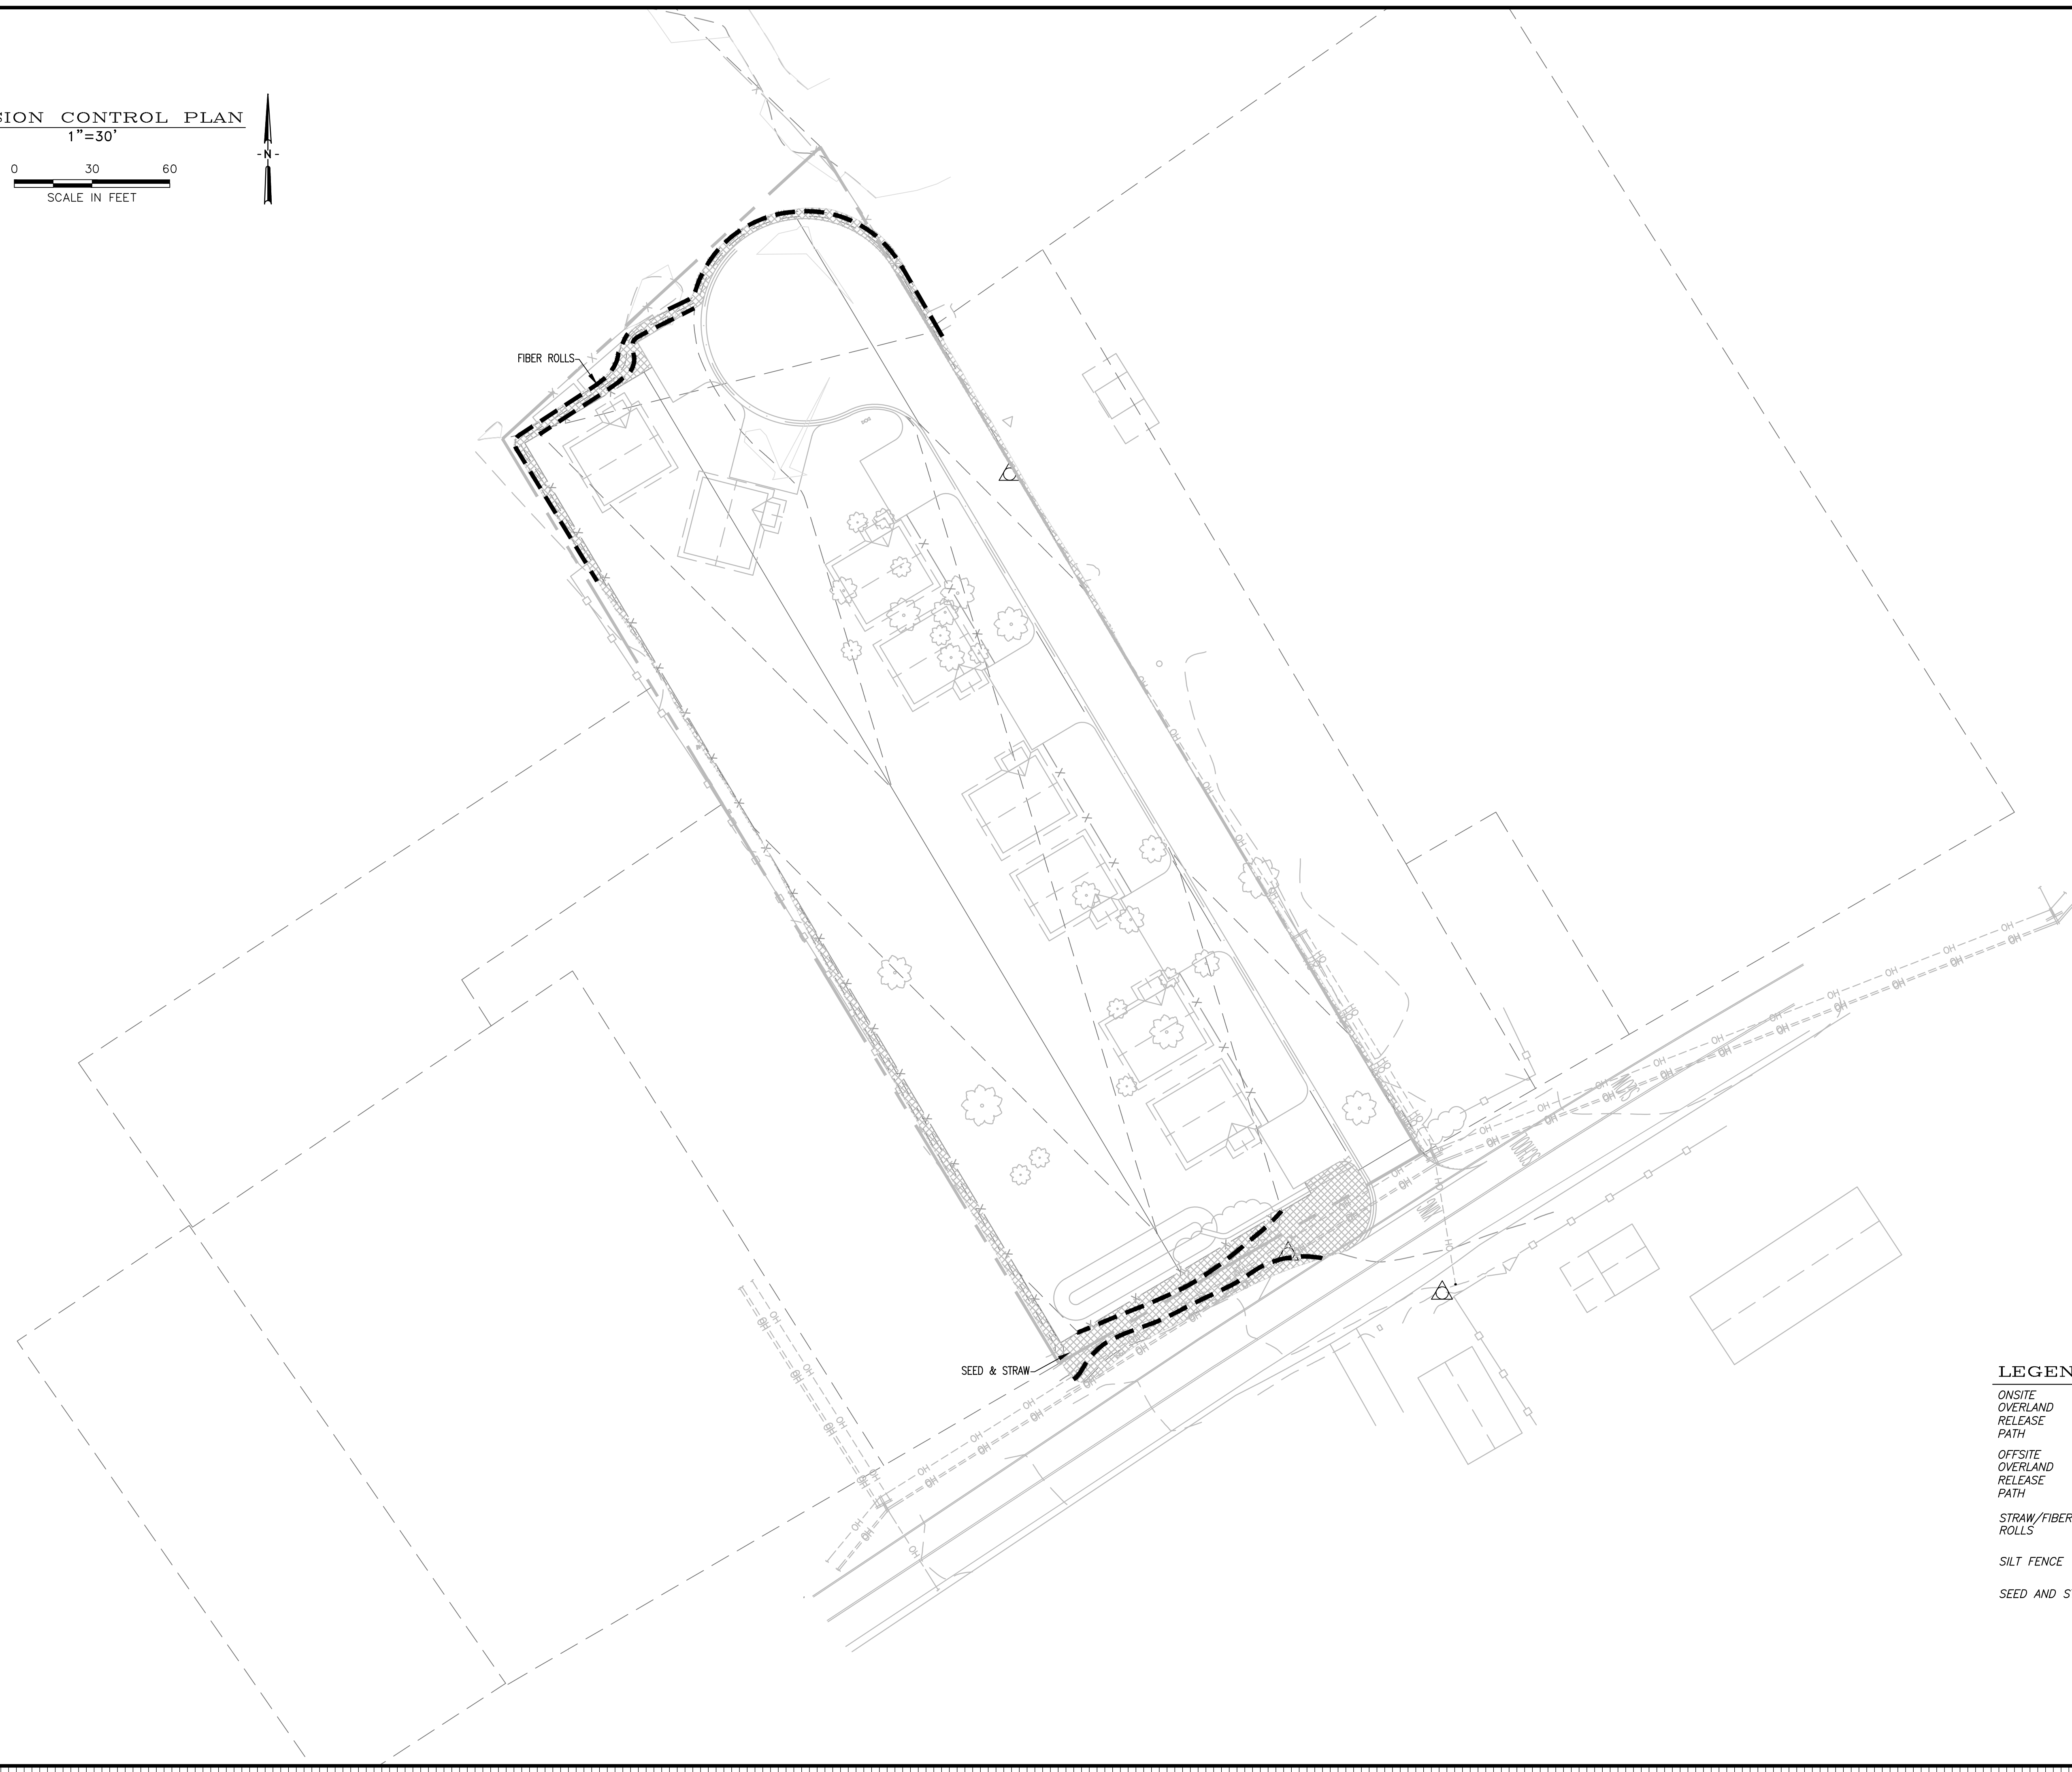 SION CONTROL PLAN
1"=30'
-N-
0 30 60
SCALE IN FEET
FIBER ROLLS
SEED & STRAW
LEGEN
ONSITE
OVERLAND
RELEASE
PATH
OFFSITE
OVERLAND
RELEASE
PATH
STRAW/FIBER
ROLLS
SILT FENCE
SEED AND S